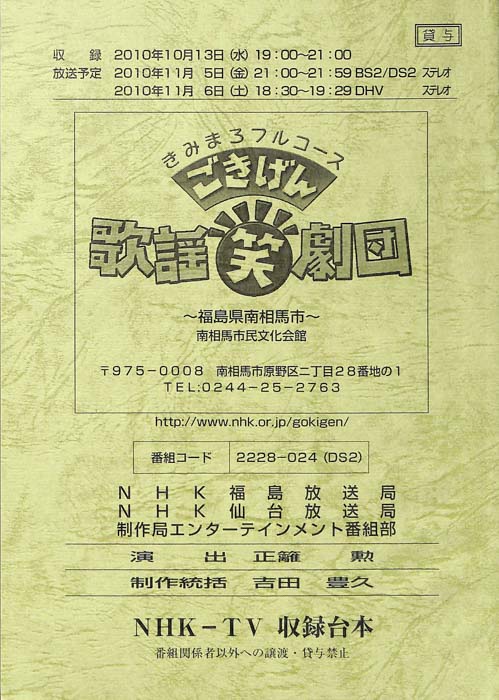 貸与
収録 2010年10月13日(水) 19:00~21:00
放送予定 2010年11月 5日(金) 21:00~21:59 BS2/DS2 ステレオ
2010年11月 6日(土) 18:30~19:29 DHV ステレオ
きみまろフルコース
ごきげん
歌謡笑劇団
~福島県南相馬市~
南相馬市民文化会館
〒975-0008 南相馬市原野区二丁目28番地の1
TEL:0244-25-2763
http://www.nhk.or.jp/gokigen/
番組コード 2228-024 (DS2)
NHK福島放送局
NHK仙台放送局
制作局エンターテインメント番組部
演出 正籬 勲
制作統括 吉田 豊久
NHK-TV 収録台本
番組関係者以外への譲渡・貸与禁止